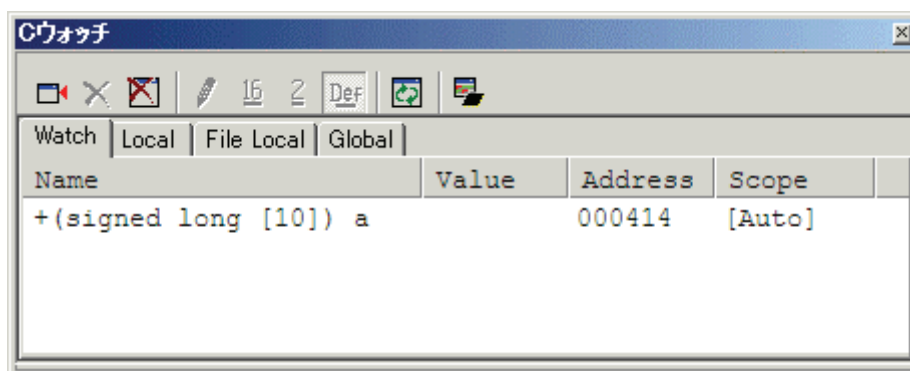 Cウォッチ
16 2 Def
Watch Local File Local Global
Name Value Address Scope
+(signed long [10]) a 000414 [Auto]